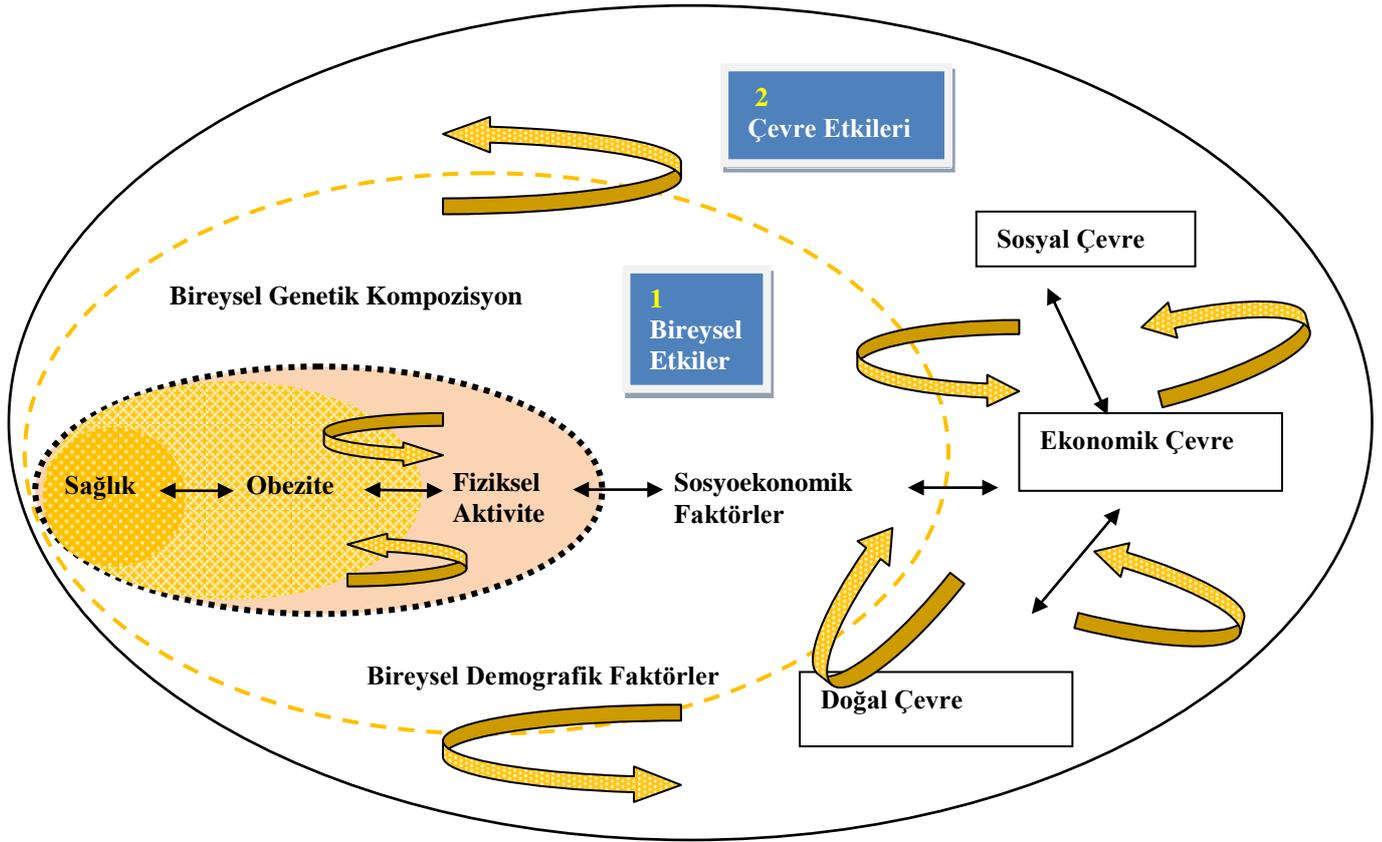 2
Çevre Etkileri
Sosyal Çevre
Bireysel Genetik Kompozisyon
1
Bireysel
Etkiler
Ekonomik Çevre
Sağlık
Obezite
Fiziksel
Aktivite
Sosyoekonomik
Faktörler
Bireysel Demografik Faktörler
Doğal Çevre